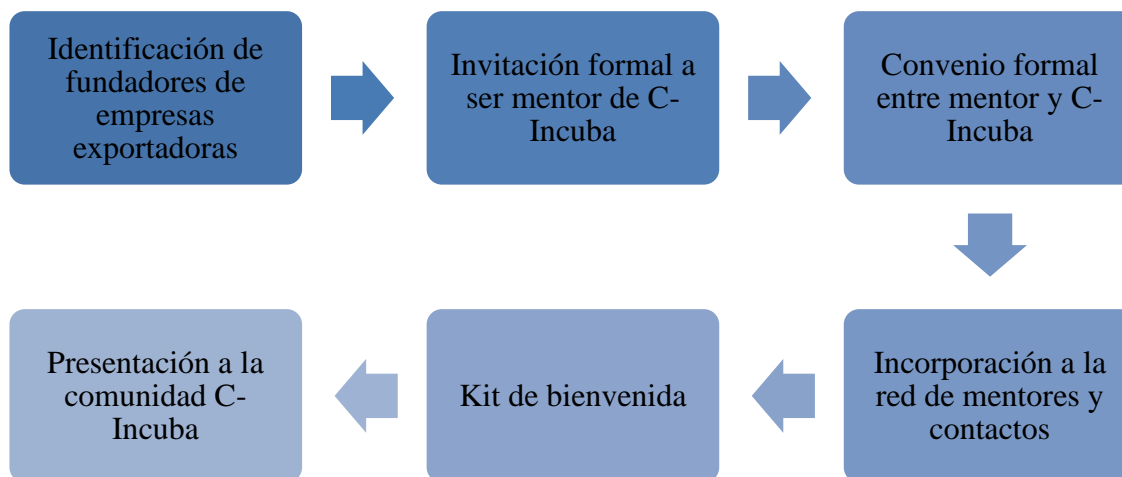 Identificación de
fundadores de
empresas
exportadoras
Invitación formal a
ser mentor de C-
Incuba
Convenio formal
entre mentor y C-
Incuba
Incorporación a la
red de mentores y
contactos
Kit de bienvenida
Presentación a la
comunidad C-
Incuba